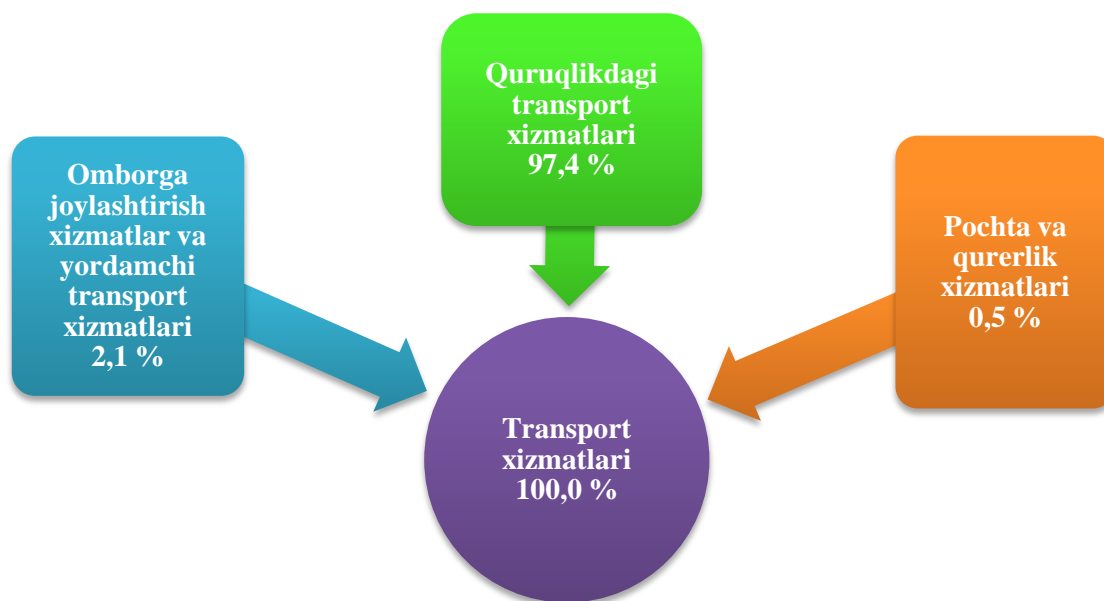 Quruqlikdagi
transport
xizmatlari
97,4 %
Omborga
joylashtirish
xizmatlar va
yordamchi
transport
xizmatlari
2,1 %
Pochta va
qurerlik
xizmatlari
0,5 %
Transport
xizmatlari
100,0 %